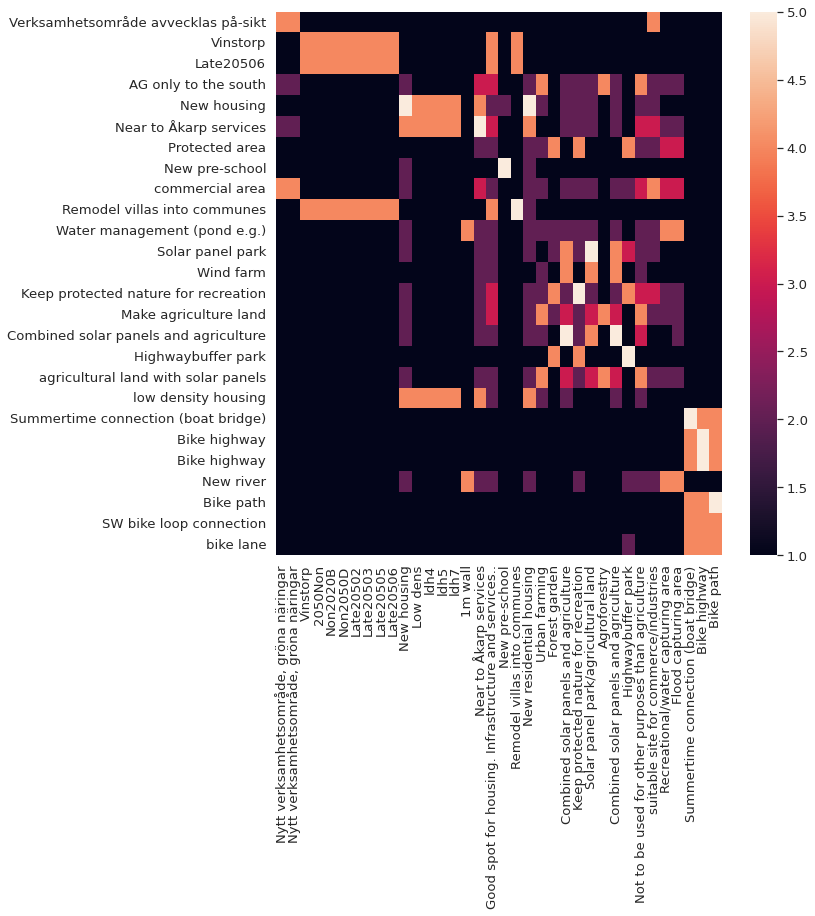 Verksamhetsområde avvecklas på-sikt
Vinstorp
Late20506
AG only to the south
New housing
Near to Åkarp services
Protected area
New pre-school
commercial area
Remodel villas into communes
Water management (pond e.g.)
Solar panel park
Wind farm
Keep protected nature for recreation
Make agriculture land
Combined solar panels and agriculture
Highwaybuffer park
agricultural land with solar panels
low density housing
Summertime connection (boat bridge)
Bike highway
Bike highway
New river
Bike path
SW bike loop connection
bike lane
Nytt verksamhetsområde, gröna näringar
Nytt verksamhetsområde, gröna näringar
Vinstorp
2050Non
Non2020B
Non2050D
Late20502
Late20503
Late20505
Late20506
New housing
Low dens
ldh4
ldh5
ldh7
1m wall
Near to Åkarp services
Good spot for housing. Infrastructure and services..
New pre-school
Remodel villas into communes
New residential housing
Urban farming
Forest garden
Combined solar panels and agriculture
Keep protected nature for recreation
Solar panel park/agricultural land
Agroforestry
Combined solar panels and agriculture
Highwaybuffer park
Not to be used for other purposes than agriculture
suitable site for commerce/industries
Recreational/water capturing area
Flood capturing area
Summertime connection (boat bridge)
Bike highway
Bike path
5.0
4.5
4.0
3.5
3.0
2.5
2.0
1.5
1.0